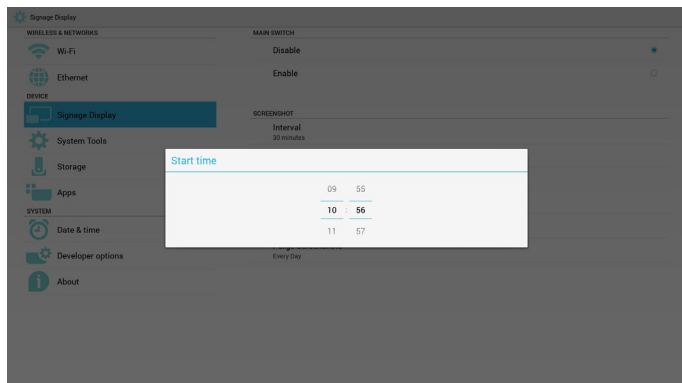 Signage Display
WIRELESS & NETWORKS
Wi-Fi
Ethernet
DEVICE
Signage Display
System Tools
Storage
Apps
SYSTEM
Date & time
Developer options
About
MAIN SWITCH
Disable
Enable
SCREENSHOT
Interval
30 minutes
Start time
09 55
10 : 56
11 57
Every Day